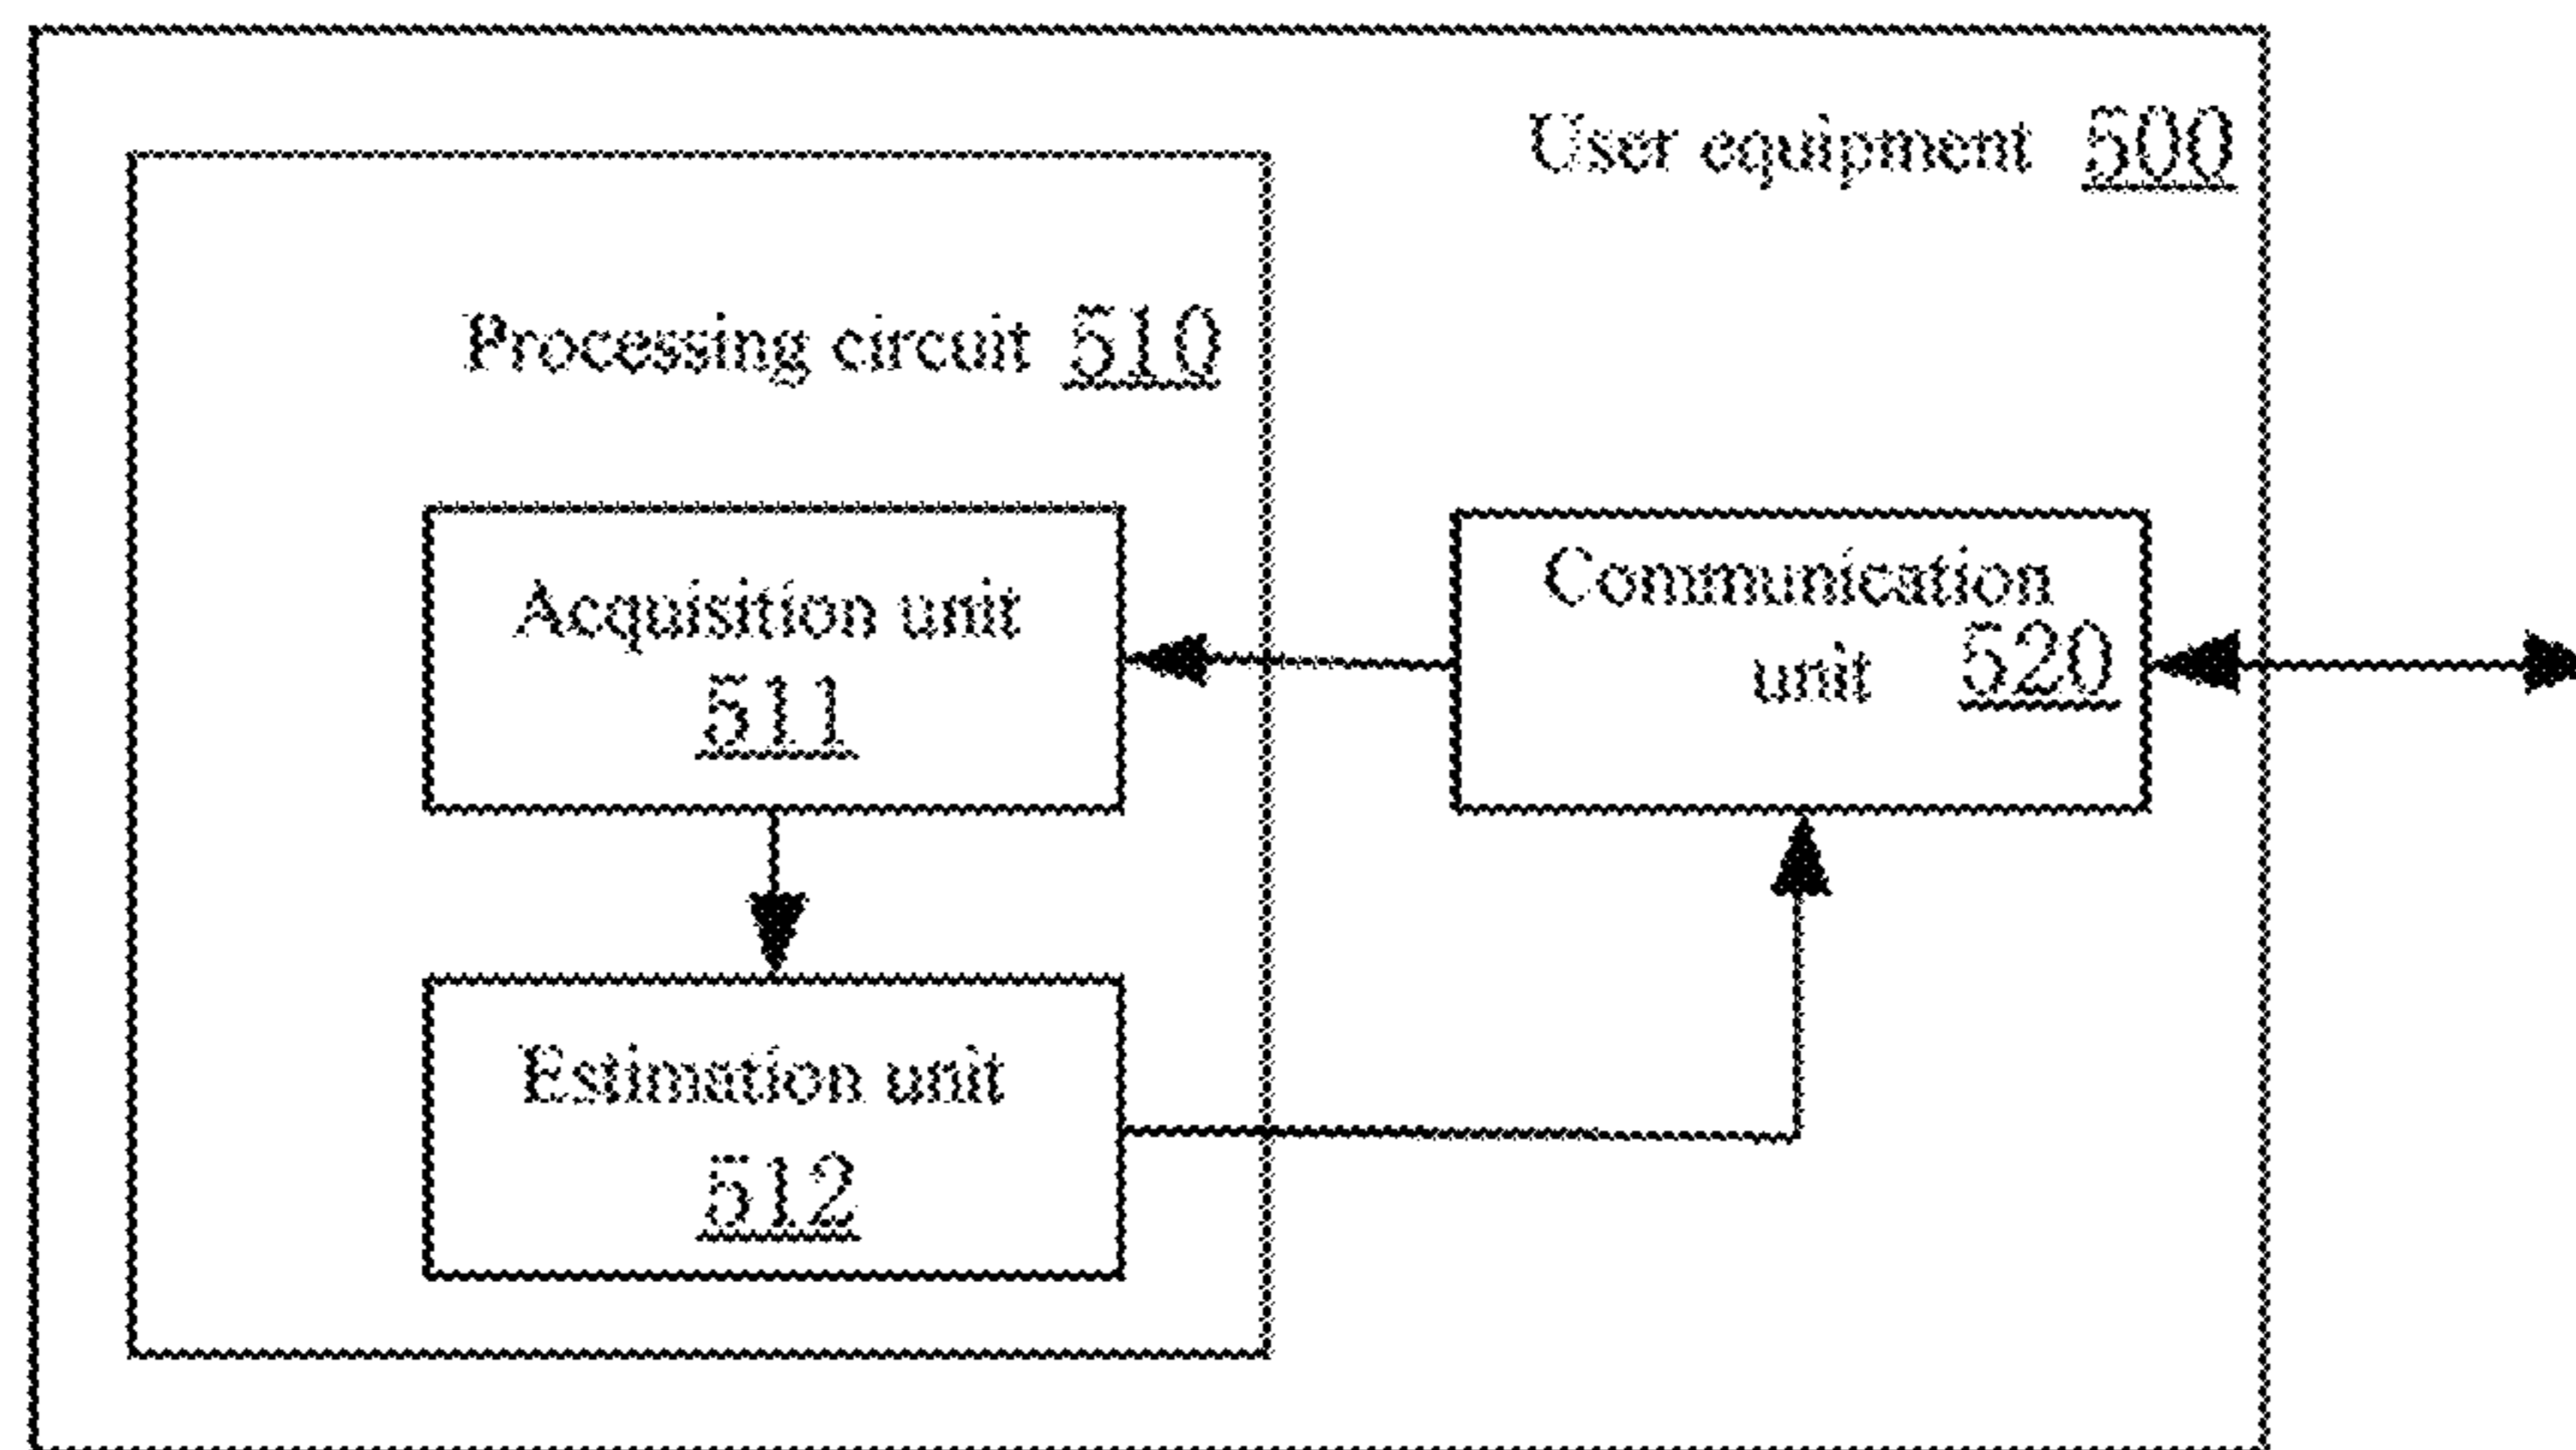 User equipment 500
Processing circuit 510
Acquisition unit
511
Communication
unit 520
Estimation unit
512